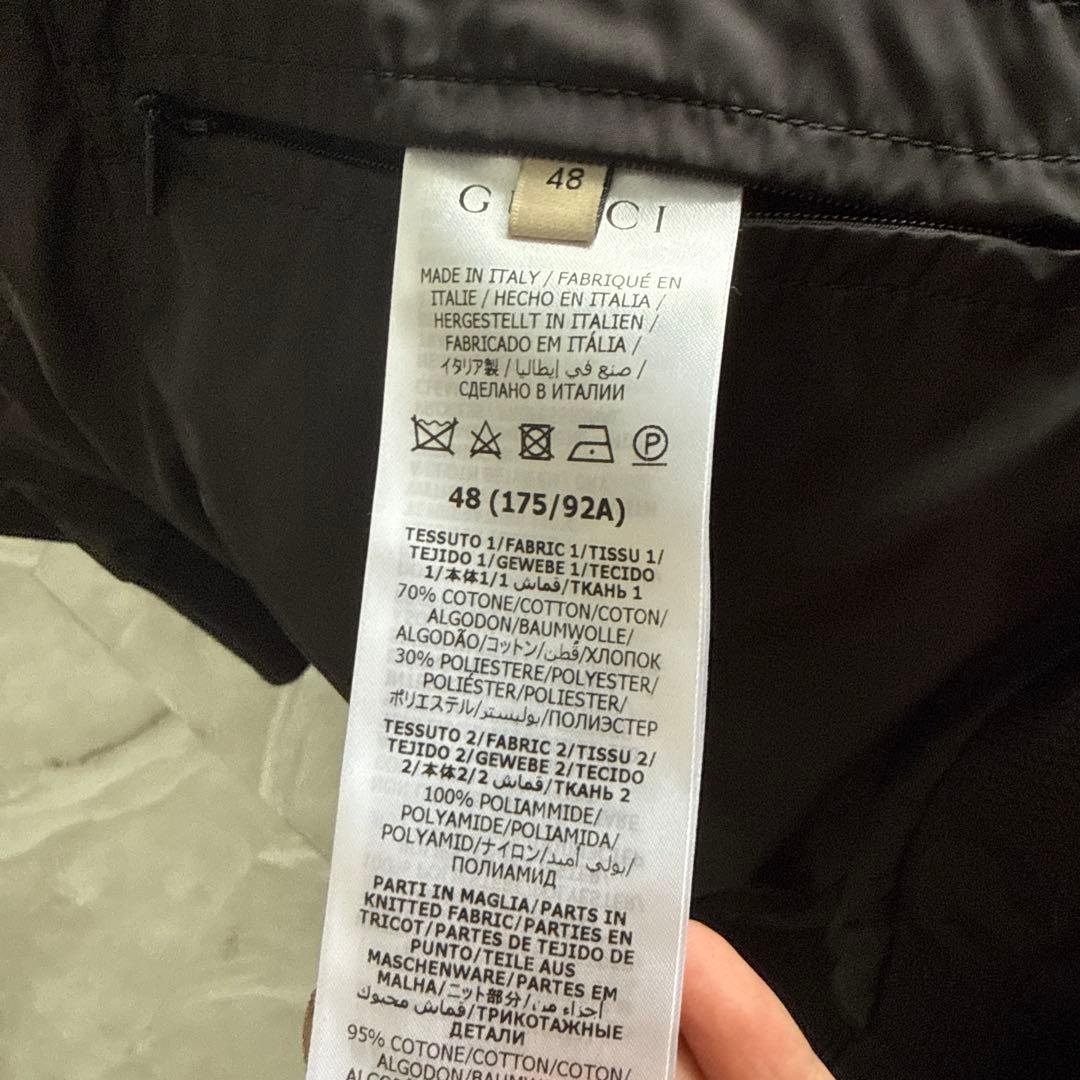 48
G CI
MADE IN ITALY / FABRIQUÉ EN
ITALIE / HECHO EN ITALIA /
HERGESTELLT IN ITALIEN /
FABRICADO EM ITÁLIA /
イタリア製 / صنع في إيطاليا /
СДЕЛАНО В ИТАЛИИ
P
48 (175/92A)
TESSUTO 1/FABRIC 1/TISSU 1/
TEJIDO 1/GEWEBE 1/TECIDO
1/本体1/قماش 1/ТКАНЬ 1
70% COTONE/COTTON/COTON/
ALGODON/BAUMWOLLE/
ALGODÃO/コットン/قطن/ХЛОПОК
30% POLIESTERE/POLYESTER/
POLIÉSTER/POLIESTER/
ポリエステル/بوليستر/ПОЛИЭСТЕР
TESSUTO 2/FABRIC 2/TISSU 2/
TEJIDO 2/GEWEBE 2/TECIDO
2/本体2/قماش 2/ТКАНЬ 2
100% POLIAMMIDE/
POLYAMIDE/POLIAMIDA/
POLYAMID/ナイロン/بولي أميد/
ПОЛИАМИД
PARTI IN MAGLIA/PARTS IN
KNITTED FABRIC/PARTIES EN
TRICOT/PARTES DE TEJIDO DE
PUNTO/TEILE AUS
MASCHENWARE/PARTES EM
MALHA/ニット部分/أجزاء من
قماش محبوك/ТРИКОТАЖНЫЕ
ДЕТАЛИ
95% COTONE/COTTON/COTON/
ALGODON/BAUMWOLLE/